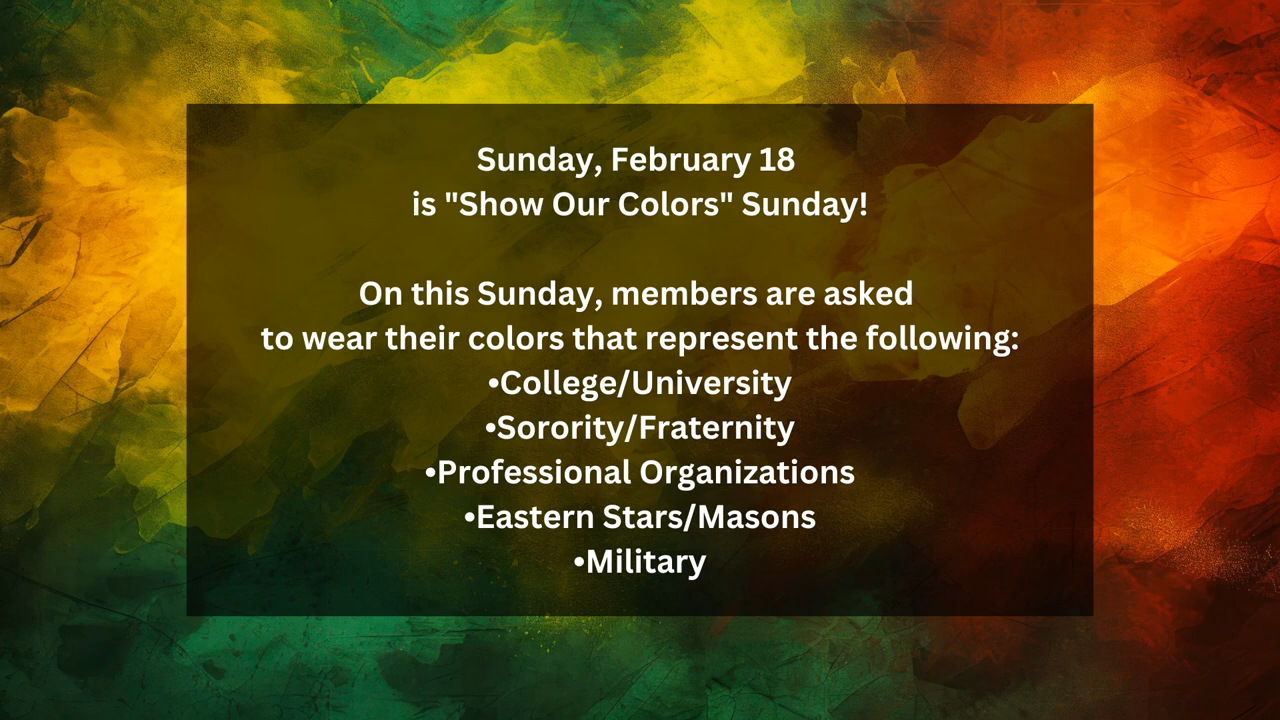 Sunday, February 18
is "Show Our Colors" Sunday!
On this Sunday, members are asked
to wear their colors that represent the following:
•College/University
•Sorority/Fraternity
•Professional Organizations
•Eastern Stars/Masons
•Military